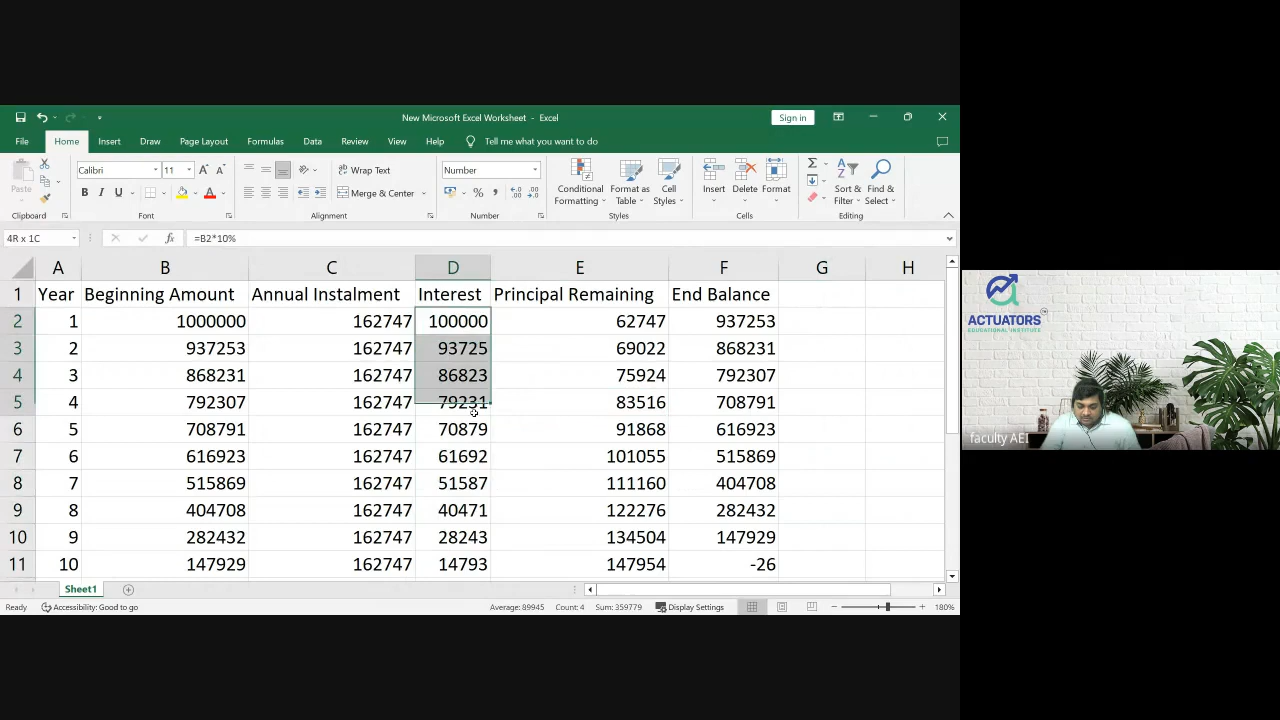 New Microsoft Excel Worksheet - Excel
Sign in
File Home Insert Draw Page Layout Formulas Data Review View Help Tell me what you want to do
Paste
Calibri 11
Wrap Text
Merge & Center
Number
Conditional Formatting
Format as Table
Cell Styles
Insert
Delete
Format
Sort & Filter
Find & Select
Clipboard Font Alignment Number Styles Cells Editing
4R x 1C =B2*10%
A B C D E F G H
1 Year Beginning Amount Annual Instalment Interest Principal Remaining End Balance
2 1 1000000 162747 100000 62747 937253
3 2 937253 162747 93725 69022 868231
4 3 868231 162747 86823 75924 792307
5 4 792307 162747 79231 83516 708791
6 5 708791 162747 70879 91868 616923
7 6 616923 162747 61692 101055 515869
8 7 515869 162747 51587 111160 404708
9 8 404708 162747 40471 122276 282432
10 9 282432 162747 28243 134504 147929
11 10 147929 162747 14793 147954 -26
Sheet1
Ready Accessibility: Good to go Average: 89945 Count: 4 Sum: 359779 Display Settings 180%
ACTUATORS
EDUCATIONAL INSTITUTE
faculty AEI